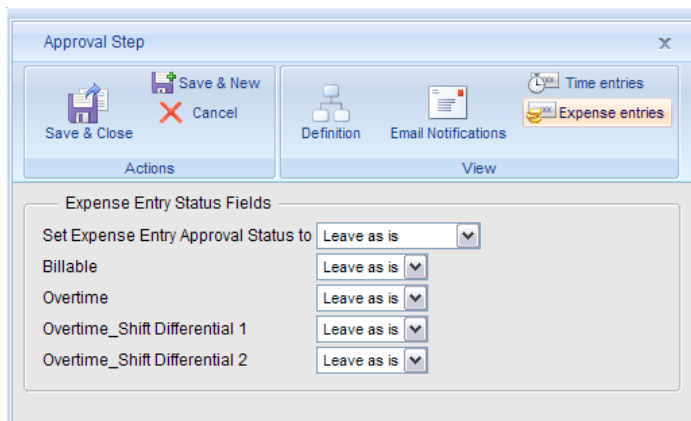 Approval Step x
Save & New
Time entries
Cancel
Expense entries
Save & Close
Definition
Email Notifications
Actions
View
Expense Entry Status Fields
Set Expense Entry Approval Status to Leave as is
Billable Leave as is
Overtime Leave as is
Overtime_Shift Differential 1 Leave as is
Overtime_Shift Differential 2 Leave as is